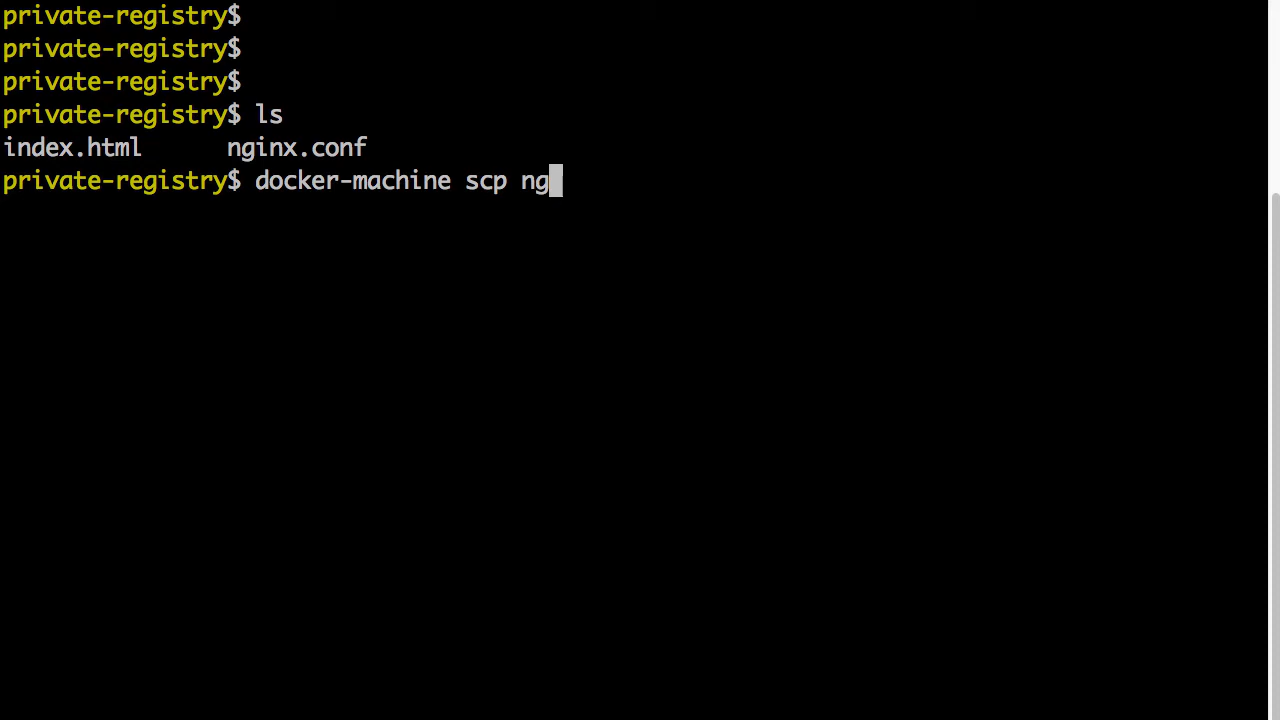 private-registry$
private-registry$
private-registry$
private-registry$ ls
index.html      nginx.conf
private-registry$ docker-machine scp ng